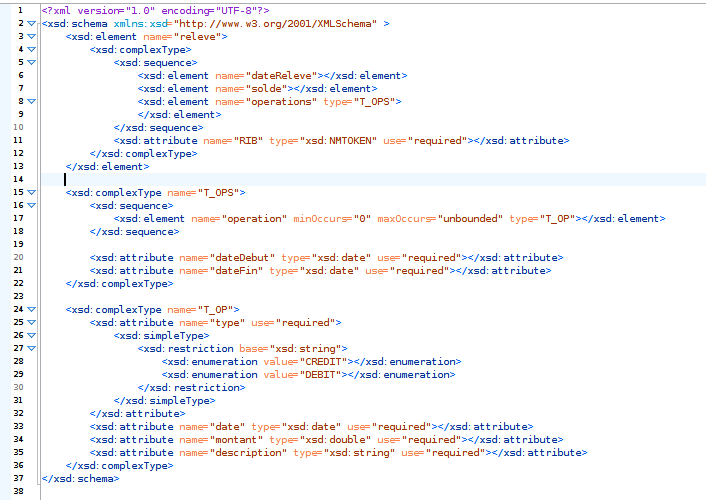 1 <?xml version="1.0" encoding="UTF-8"?>
2 <xsd:schema xmlns:xsd="http://www.w3.org/2001/XMLSchema" >
3 <xsd:element name="releve">
4 <xsd:complexType>
5 <xsd:sequence>
6 <xsd:element name="dateReleve"></xsd:element>
7 <xsd:element name="solde"></xsd:element>
8 <xsd:element name="operations" type="T_OPS">
9 </xsd:element>
10 </xsd:sequence>
11 <xsd:attribute name="RIB" type="xsd:NMTOKEN" use="required"></xsd:attribute>
12 </xsd:complexType>
13 </xsd:element>
14
15 <xsd:complexType name="T_OPS">
16 <xsd:sequence>
17 <xsd:element name="operation" minOccurs="0" maxOccurs="unbounded" type="T_OP"></xsd:element>
18 </xsd:sequence>
19
20 <xsd:attribute name="dateDebut" type="xsd:date" use="required"></xsd:attribute>
21 <xsd:attribute name="dateFin" type="xsd:date" use="required"></xsd:attribute>
22 </xsd:complexType>
23
24 <xsd:complexType name="T_OP">
25 <xsd:attribute name="type" use="required">
26 <xsd:simpleType>
27 <xsd:restriction base="xsd:string">
28 <xsd:enumeration value="CREDIT"></xsd:enumeration>
29 <xsd:enumeration value="DEBIT"></xsd:enumeration>
30 </xsd:restriction>
31 </xsd:simpleType>
32 </xsd:attribute>
33 <xsd:attribute name="date" type="xsd:date" use="required"></xsd:attribute>
34 <xsd:attribute name="montant" type="xsd:double" use="required"></xsd:attribute>
35 <xsd:attribute name="description" type="xsd:string" use="required"></xsd:attribute>
36 </xsd:complexType>
37 </xsd:schema>
38